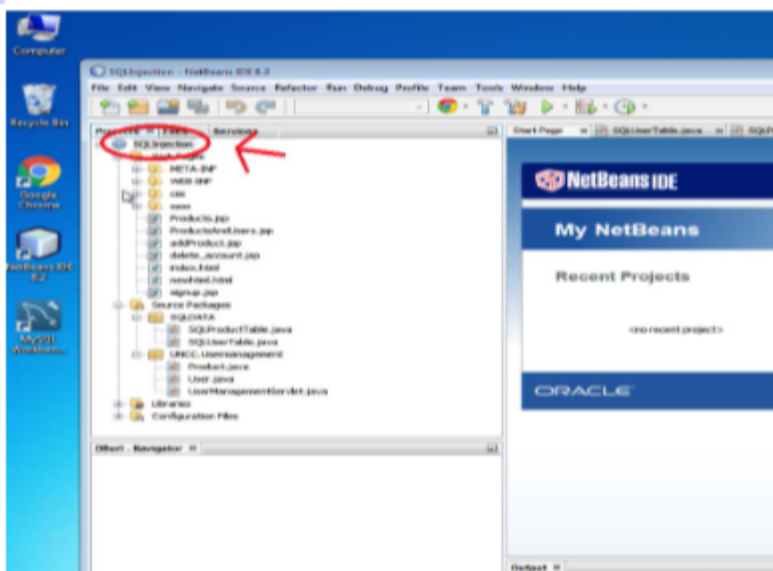 Computer
SQLInjection - NetBeans IDE 8.2
File Edit View Navigate Source Refactor Run Debug Profile Team Tools Window Help
Recycle Bin
Projects Files Services
Start Page SQLUserTable.java
SQLInjection
Web Pages
META-INF
WEB-INF
css
Google Chrome
Products.jsp
ProductsAndUsers.jsp
addProduct.jsp
delete_account.jsp
index.html
newhtml.html
signup.jsp
NetBeans IDE 8.2
Source Packages
SQLDATA
SQLProductTable.java
SQLUserTable.java
MySQL
UNCC.Usermanagement
Product.java
User.java
UserManagementServlet.java
Libraries
Configuration Files
NetBeans IDE
My NetBeans
Recent Projects
<no recent project>
ORACLE
Navigator
Output